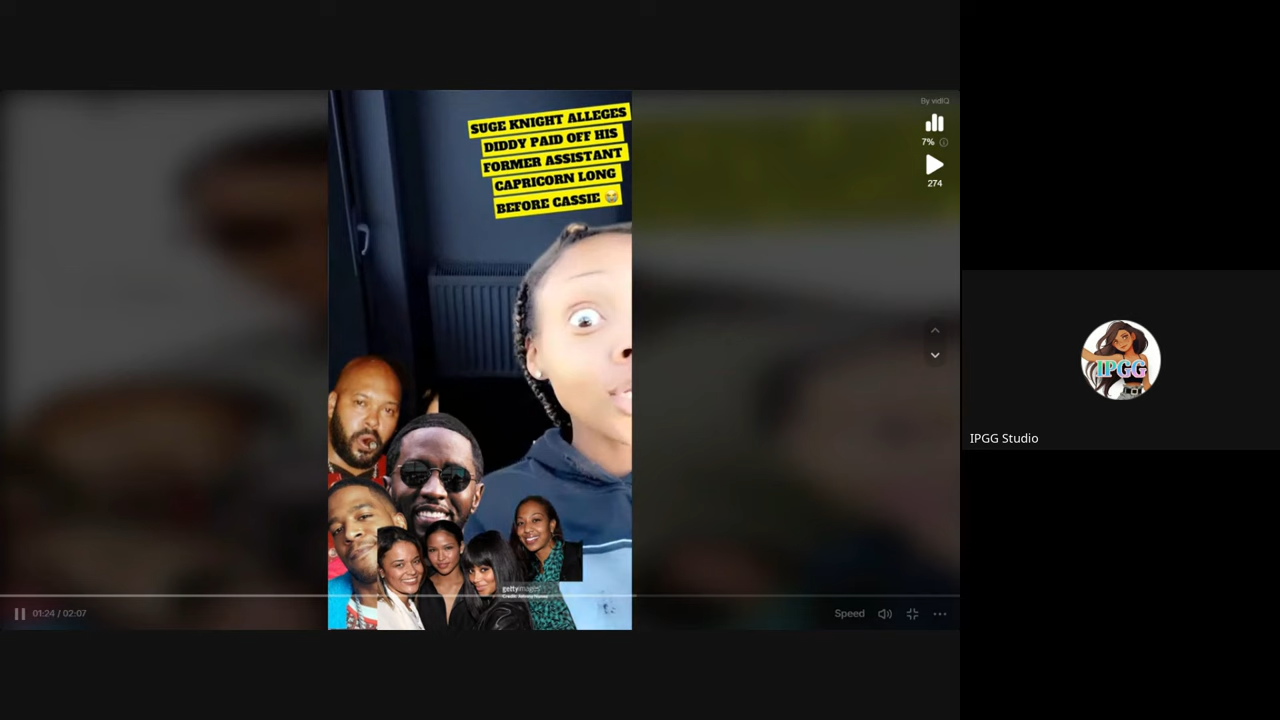 SUGE KNIGHT ALLEGES
DIDDY PAID OFF HIS
FORMER ASSISTANT
CAPRICORN LONG
BEFORE CASSIE 😭
By vidIQ
7%
274
gettyimages
01:24 / 02:07
Speed
IPGG
IPGG Studio